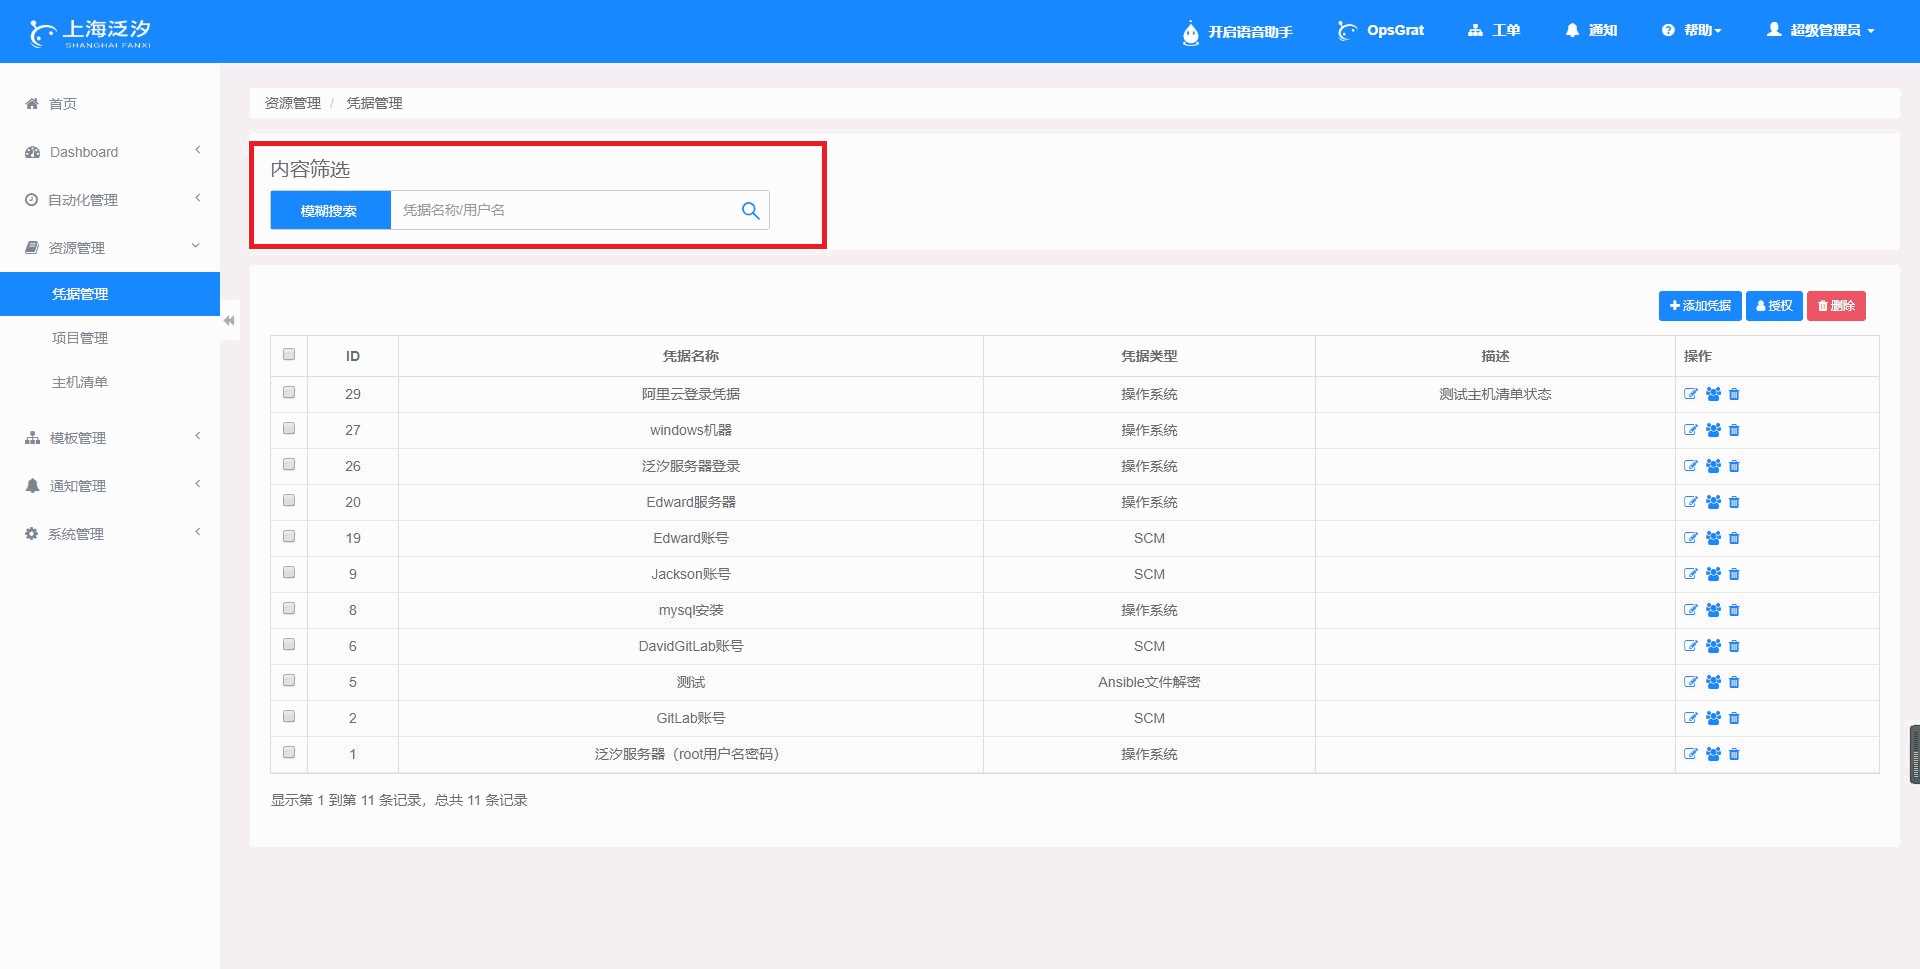 上海泛汐
SHANGHAI FANXI
开启语音助手
OpsGrat
工单
通知
帮助
超级管理员
首页
Dashboard
自动化管理
资源管理
凭据管理
项目管理
主机清单
模板管理
通知管理
系统管理
资源管理 / 凭据管理
内容筛选
模糊搜索 凭据名称/用户名
添加凭据 授权 删除
ID 凭据名称 凭据类型 描述 操作
29 阿里云登录凭据 操作系统 测试主机清单状态
27 windows机器 操作系统
26 泛汐服务器登录 操作系统
20 Edward服务器 操作系统
19 Edward账号 SCM
9 Jackson账号 SCM
8 mysql安装 操作系统
6 DavidGitLab账号 SCM
5 测试 Ansible文件解密
2 GitLab账号 SCM
1 泛汐服务器（root用户名密码） 操作系统
显示第 1 到第 11 条记录，总共 11 条记录